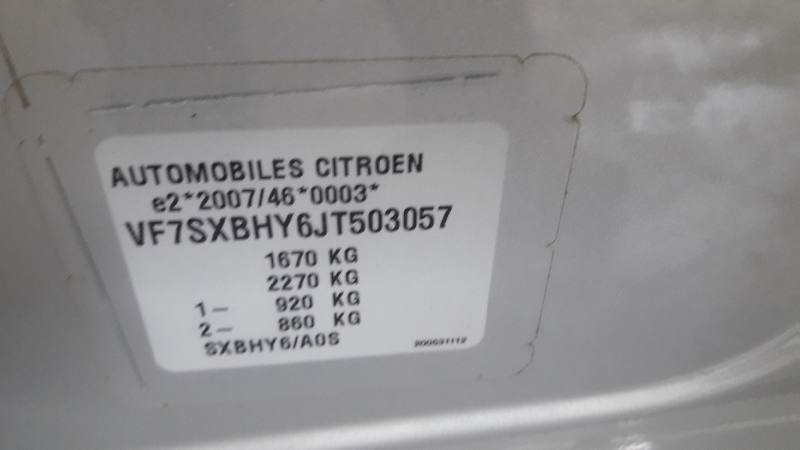 AUTOMOBILES CITROEN
e2*2007/46*0003*
VF7SXBHY6JT503057
1670 KG
2270 KG
1– 920 KG
2– 860 KG
SXBHY6/A0S